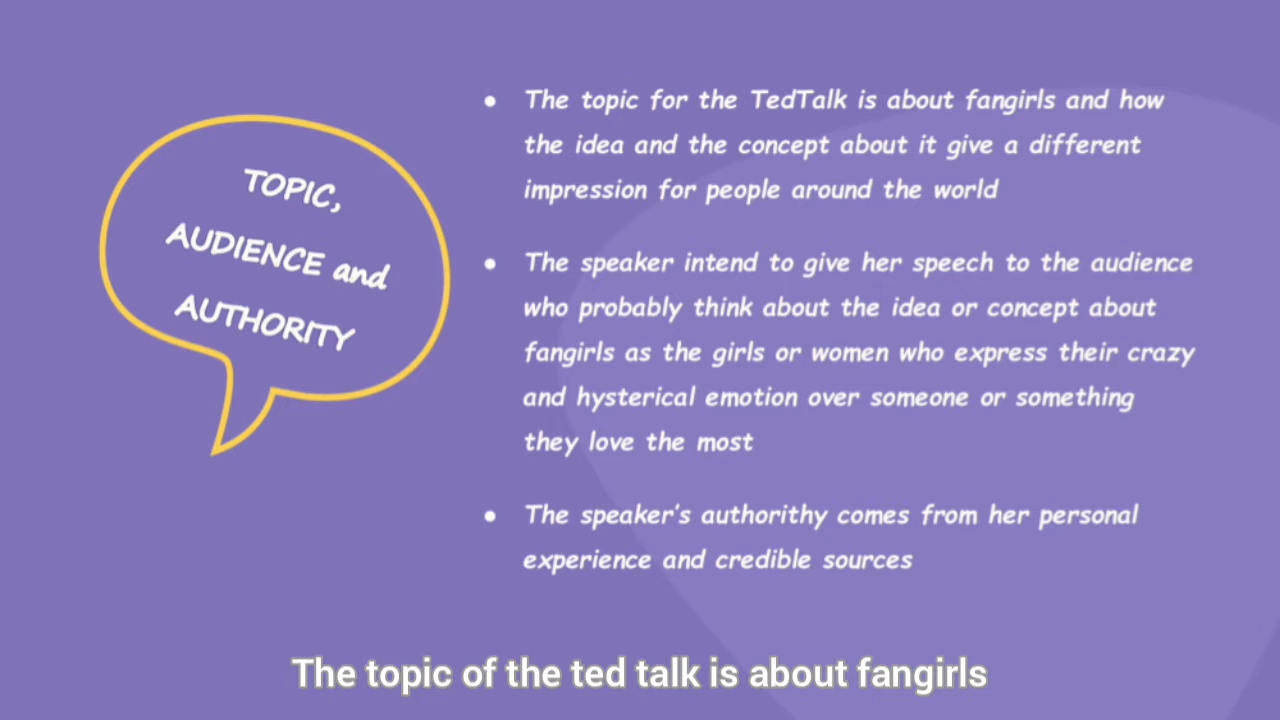 TOPIC,
AUDIENCE and
AUTHORITY
• The topic for the TedTalk is about fangirls and how
the idea and the concept about it give a different
impression for people around the world
• The speaker intend to give her speech to the audience
who probably think about the idea or concept about
fangirls as the girls or women who express their crazy
and hysterical emotion over someone or something
they love the most
• The speaker's authorithy comes from her personal
experience and credible sources
The topic of the ted talk is about fangirls